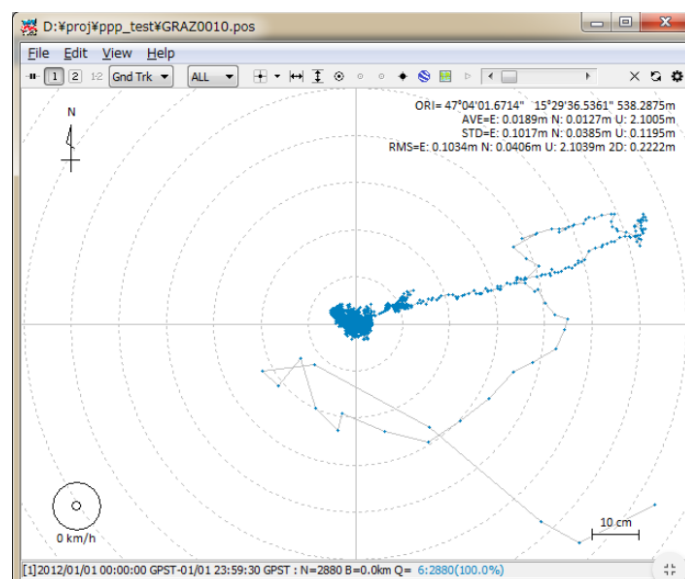 D:¥proj¥ppp_test¥GRAZ0010.pos
File Edit View Help
1 2 1-2 Gnd Trk ALL
ORI= 47°04'01.6714" 15°29'36.5361" 538.2875m
AVE=E: 0.0189m N: 0.0127m U: 2.1005m
STD=E: 0.1017m N: 0.0385m U: 0.1195m
RMS=E: 0.1034m N: 0.0406m U: 2.1039m 2D: 0.2222m
N
10 cm
0 km/h
[1]2012/01/01 00:00:00 GPST-01/01 23:59:30 GPST : N=2880 B=0.0km Q= 6:2880(100.0%)